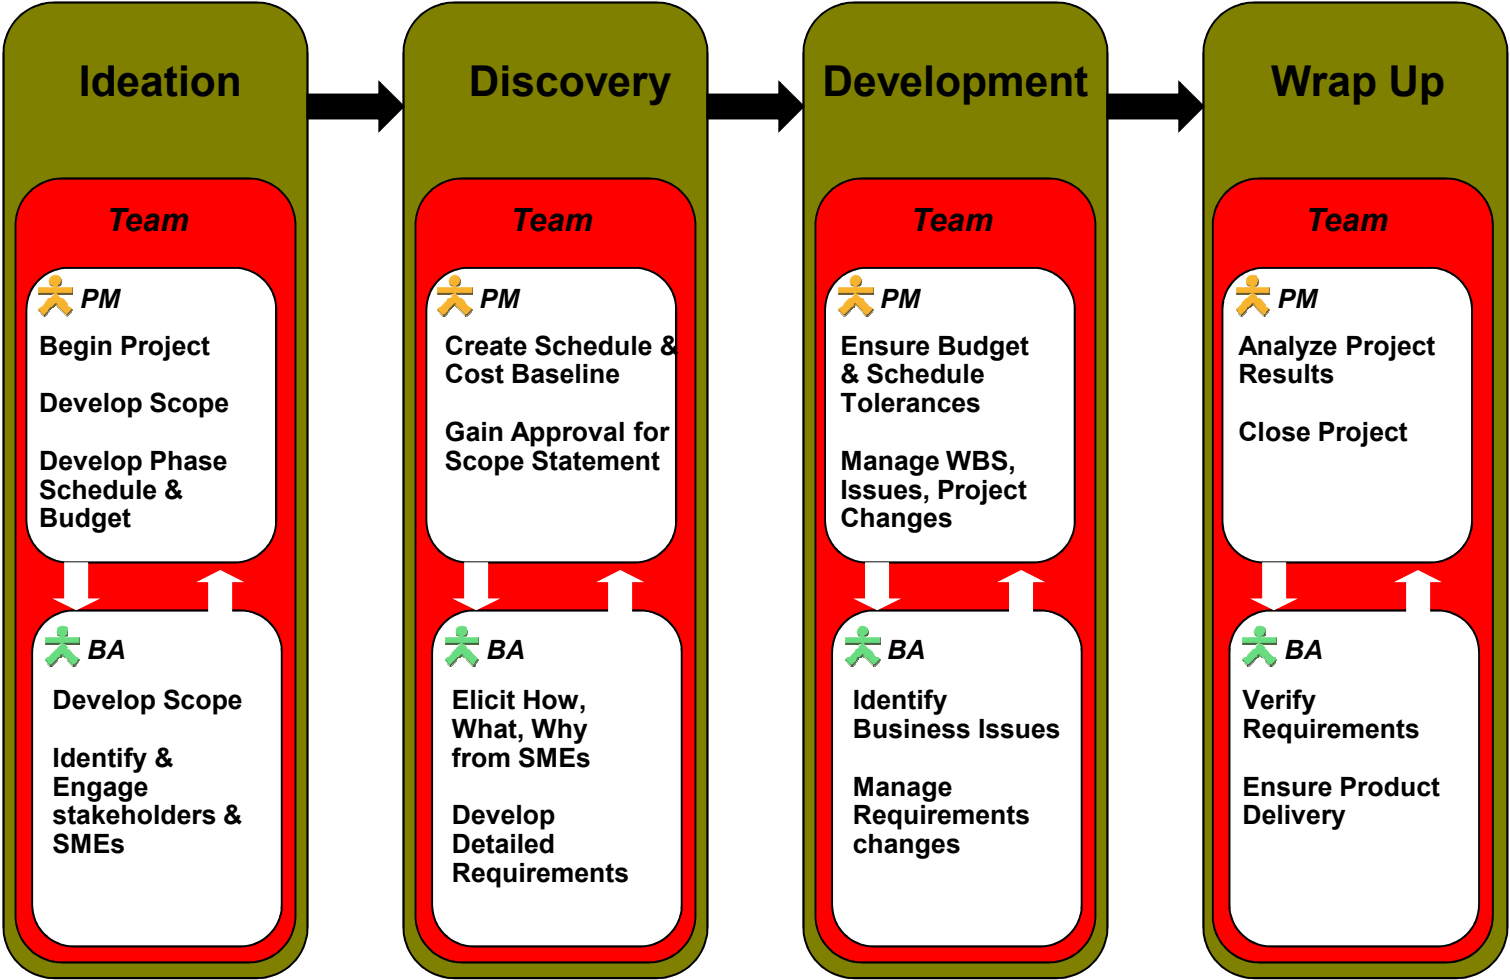 Ideation
Team
PM
Begin Project
Develop Scope
Develop Phase
Schedule &
Budget
BA
Develop Scope
Identify &
Engage
stakeholders &
SMEs
Discovery
Team
PM
Create Schedule &
Cost Baseline
Gain Approval for
Scope Statement
BA
Elicit How,
What, Why
from SMEs
Develop
Detailed
Requirements
Development
Team
PM
Ensure Budget
& Schedule
Tolerances
Manage WBS,
Issues, Project
Changes
BA
Identify
Business Issues
Manage
Requirements
changes
Wrap Up
Team
PM
Analyze Project
Results
Close Project
BA
Verify
Requirements
Ensure Product
Delivery